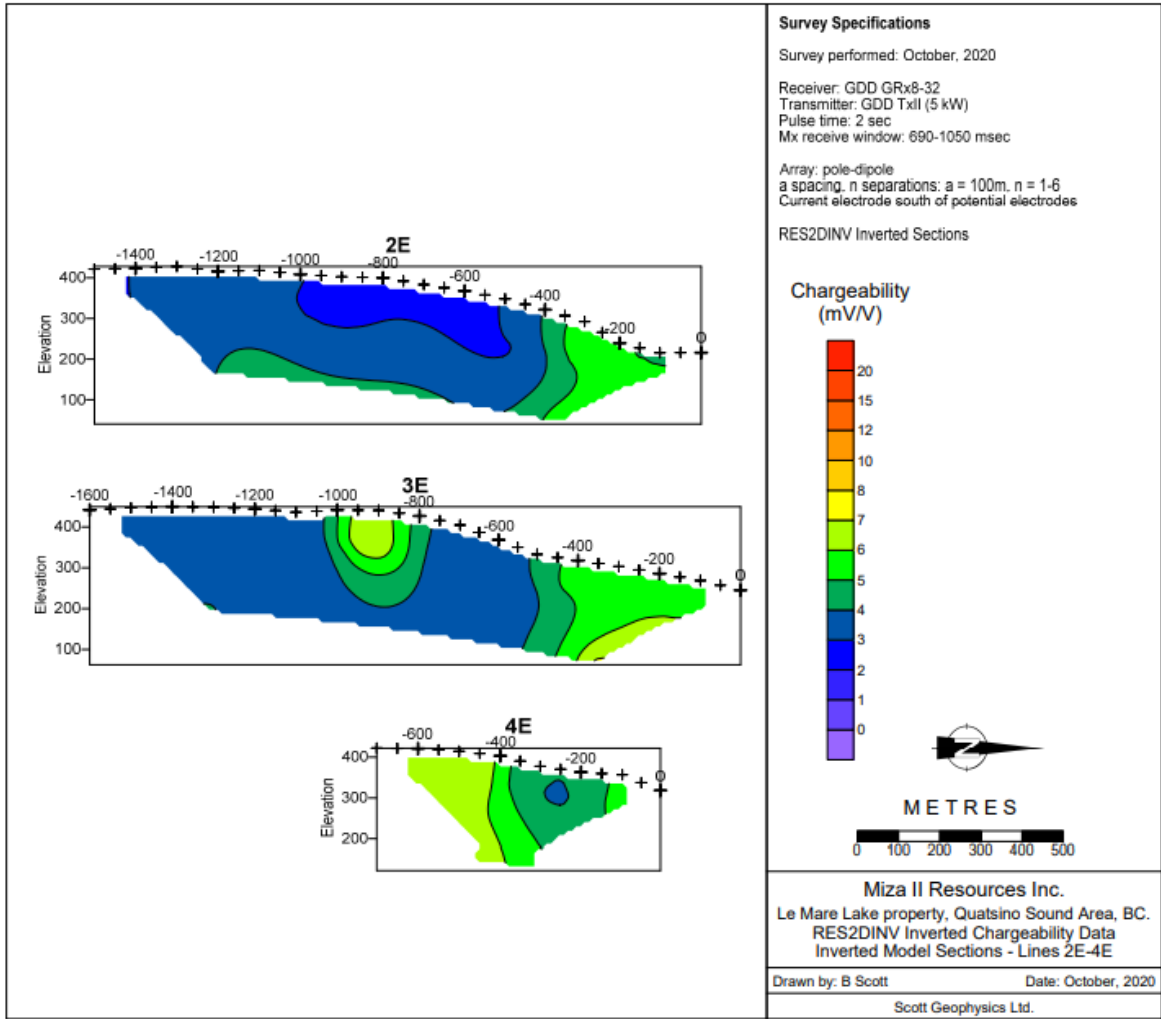 2E
-1400 -1200 -1000 -800 -600 -400 -200 0
400
300
200
100
Elevation
3E
-1600 -1400 -1200 -1000 -800 -600 -400 -200 0
400
300
200
100
Elevation
4E
-600 -400 -200 0
400
300
200
Elevation
Survey Specifications
Survey performed: October, 2020
Receiver: GDD GRx8-32
Transmitter: GDD TxII (5 kW)
Pulse time: 2 sec
Mx receive window: 690-1050 msec
Array: pole-dipole
a spacing, n separations: a = 100m, n = 1-6
Current electrode south of potential electrodes
RES2DINV Inverted Sections
Chargeability
(mV/V)
20
15
12
10
8
7
6
5
4
3
2
1
0
N
METRES
0 100 200 300 400 500
Miza II Resources Inc.
Le Mare Lake property, Quatsino Sound Area, BC.
RES2DINV Inverted Chargeability Data
Inverted Model Sections - Lines 2E-4E
Drawn by: B Scott Date: October, 2020
Scott Geophysics Ltd.